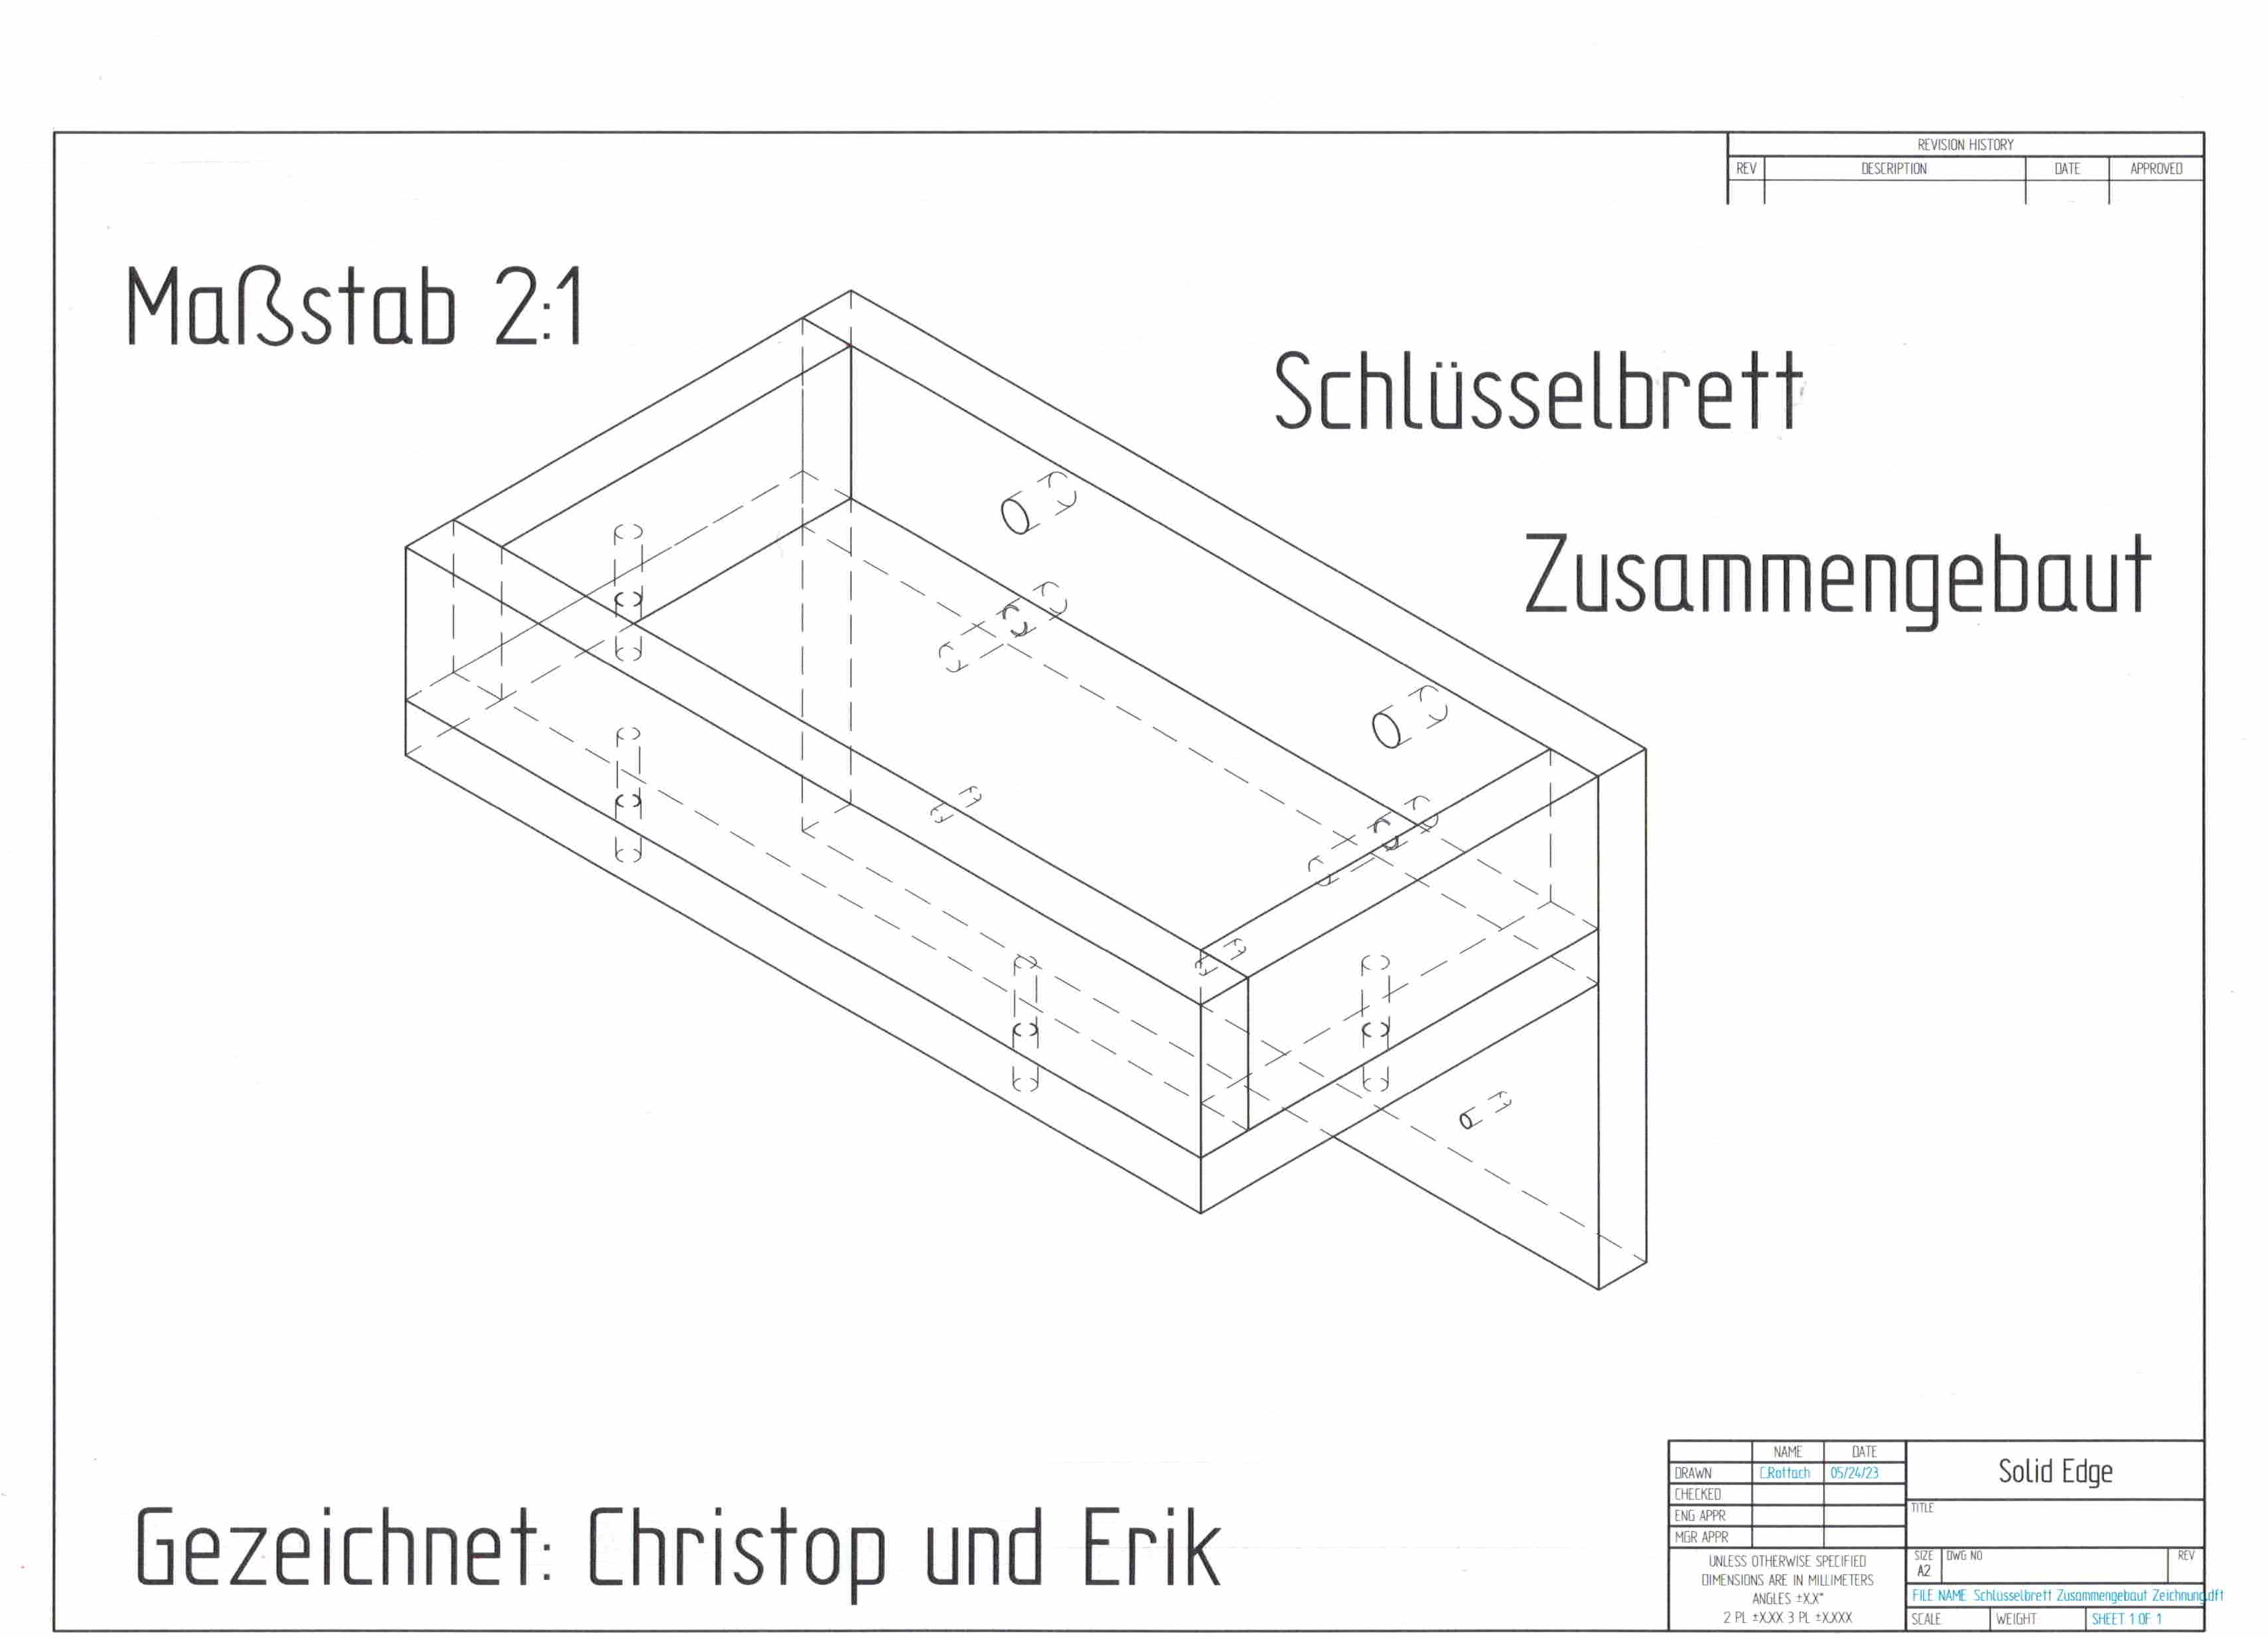 REVISION HISTORY
REV DESCRIPTION DATE APPROVED
Maßstab 2:1
Schlüsselbrett
Zusammengebaut
Gezeichnet: Christop und Erik
NAME DATE
DRAWN C.Rottach 05/24/23
CHECKED
ENG APPR
MGR APPR
UNLESS OTHERWISE SPECIFIED
DIMENSIONS ARE IN MILLIMETERS
ANGLES ±X.X°
2 PL ±X.XX 3 PL ±X.XXX
Solid Edge
TITLE
SIZE DWG NO REV
A2
FILE NAME: Schlüsselbrett Zusammengebaut Zeichnung.dft
SCALE WEIGHT SHEET 1 OF 1